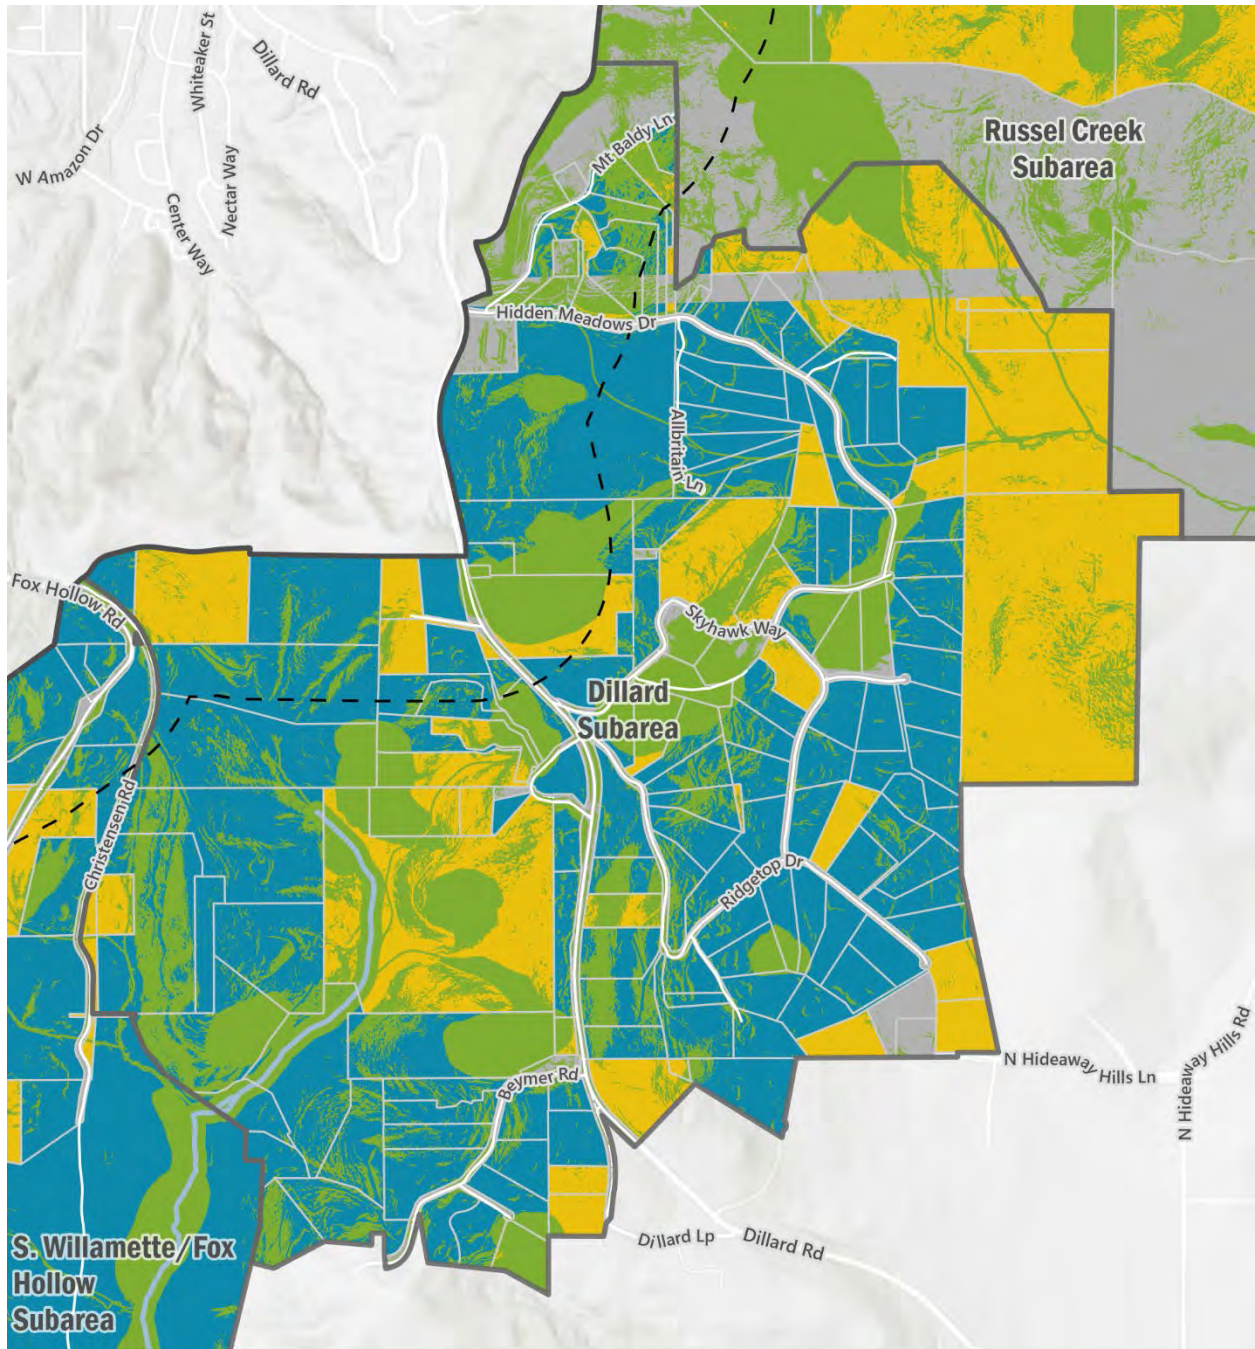 Whiteaker St
Dillard Rd
W Amazon Dr
Nectar Way
Center Way
Mt Baldy Ln
Russel Creek
Subarea
Hidden Meadows Dr
Allbritain Ln
Fox Hollow Rd
Skyhawk Way
Dillard
Subarea
Christensen Rd
Ridgetop Dr
Beymer Rd
N Hideaway Hills Ln
N Hideaway Hills Rd
S. Willamette/Fox
Hollow
Subarea
Dillard Lp
Dillard Rd